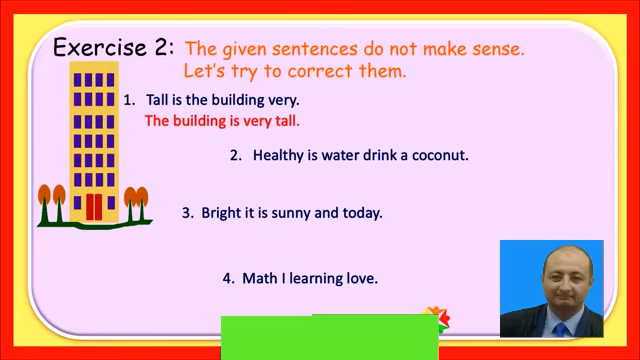 Exercise 2: The given sentences do not make sense.
Let's try to correct them.
1. Tall is the building very.
The building is very tall.
2. Healthy is water drink a coconut.
3. Bright it is sunny and today.
4. Math I learning love.